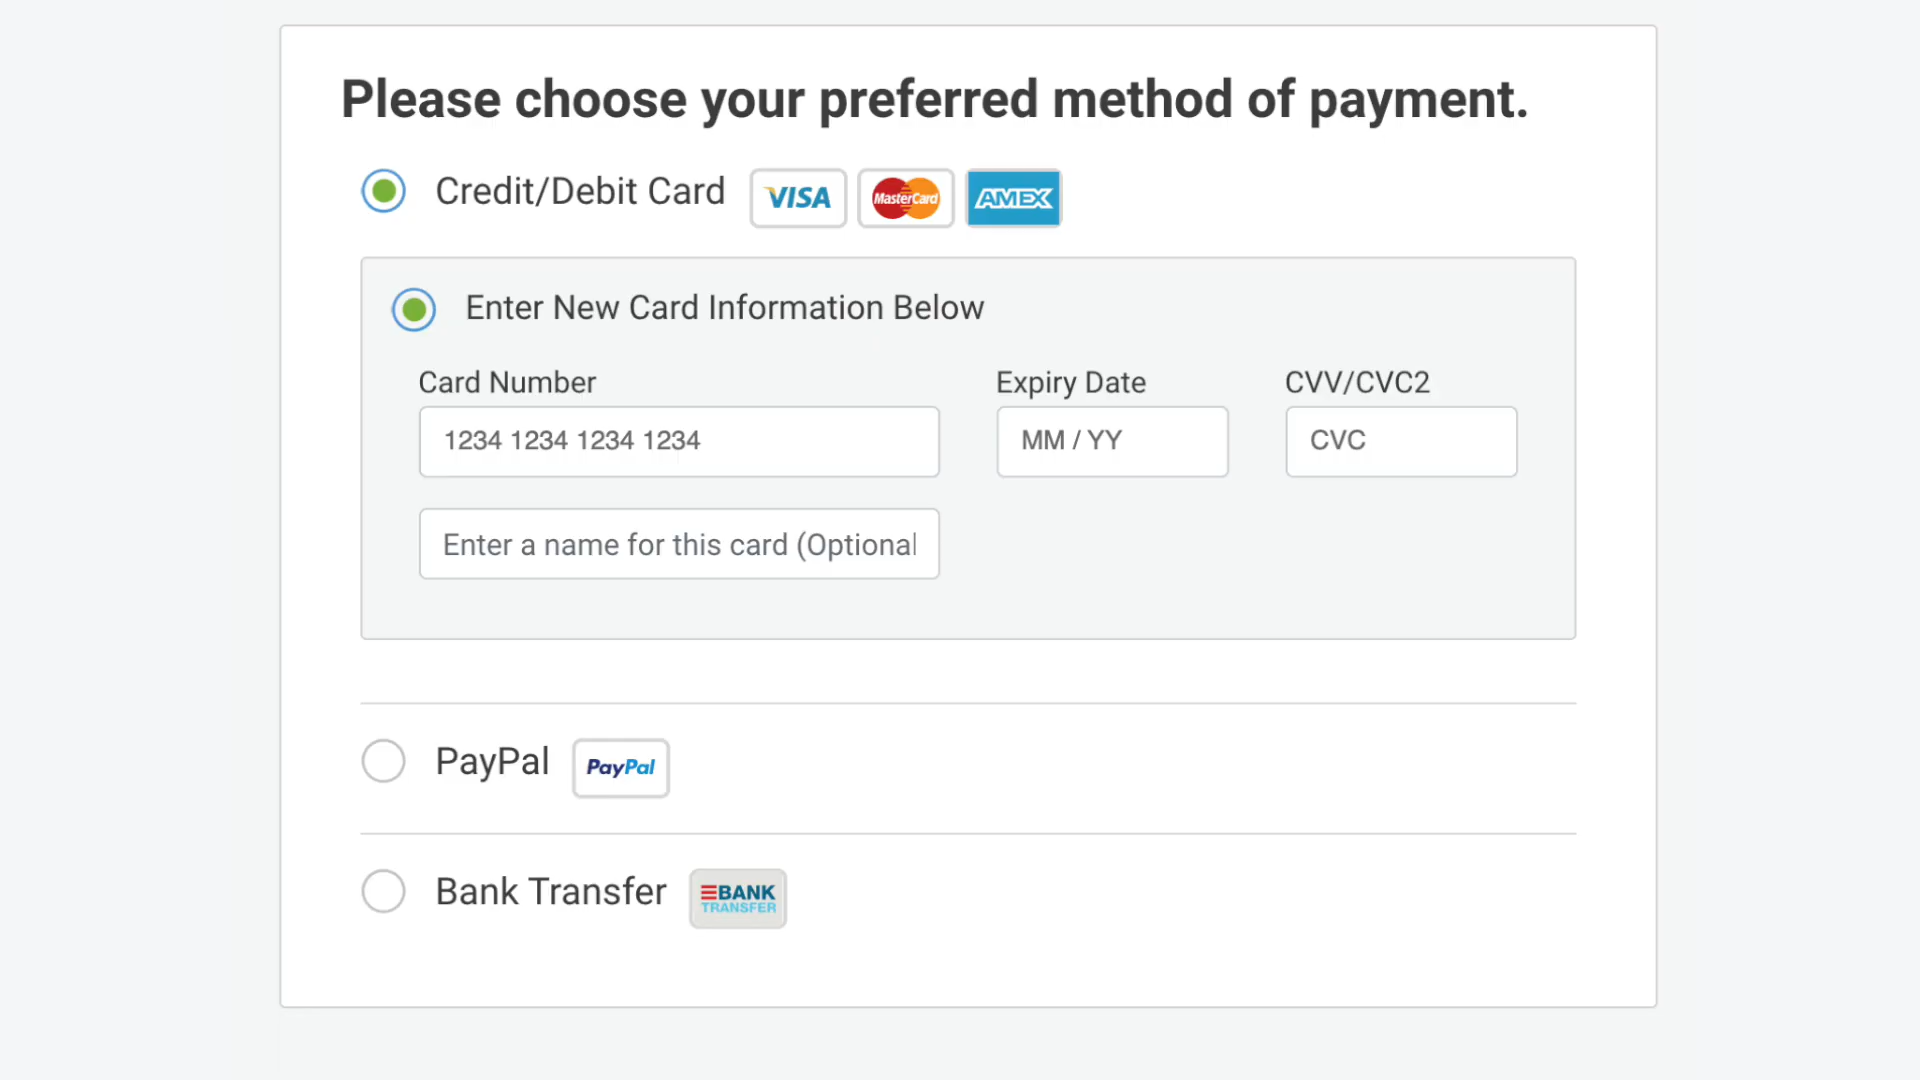 Please choose your preferred method of payment.
Credit/Debit Card VISA MasterCard AMEX
Enter New Card Information Below
Card Number Expiry Date CVV/CVC2
1234 1234 1234 1234 MM / YY CVC
Enter a name for this card (Optional
PayPal PayPal
Bank Transfer BANK
TRANSFER